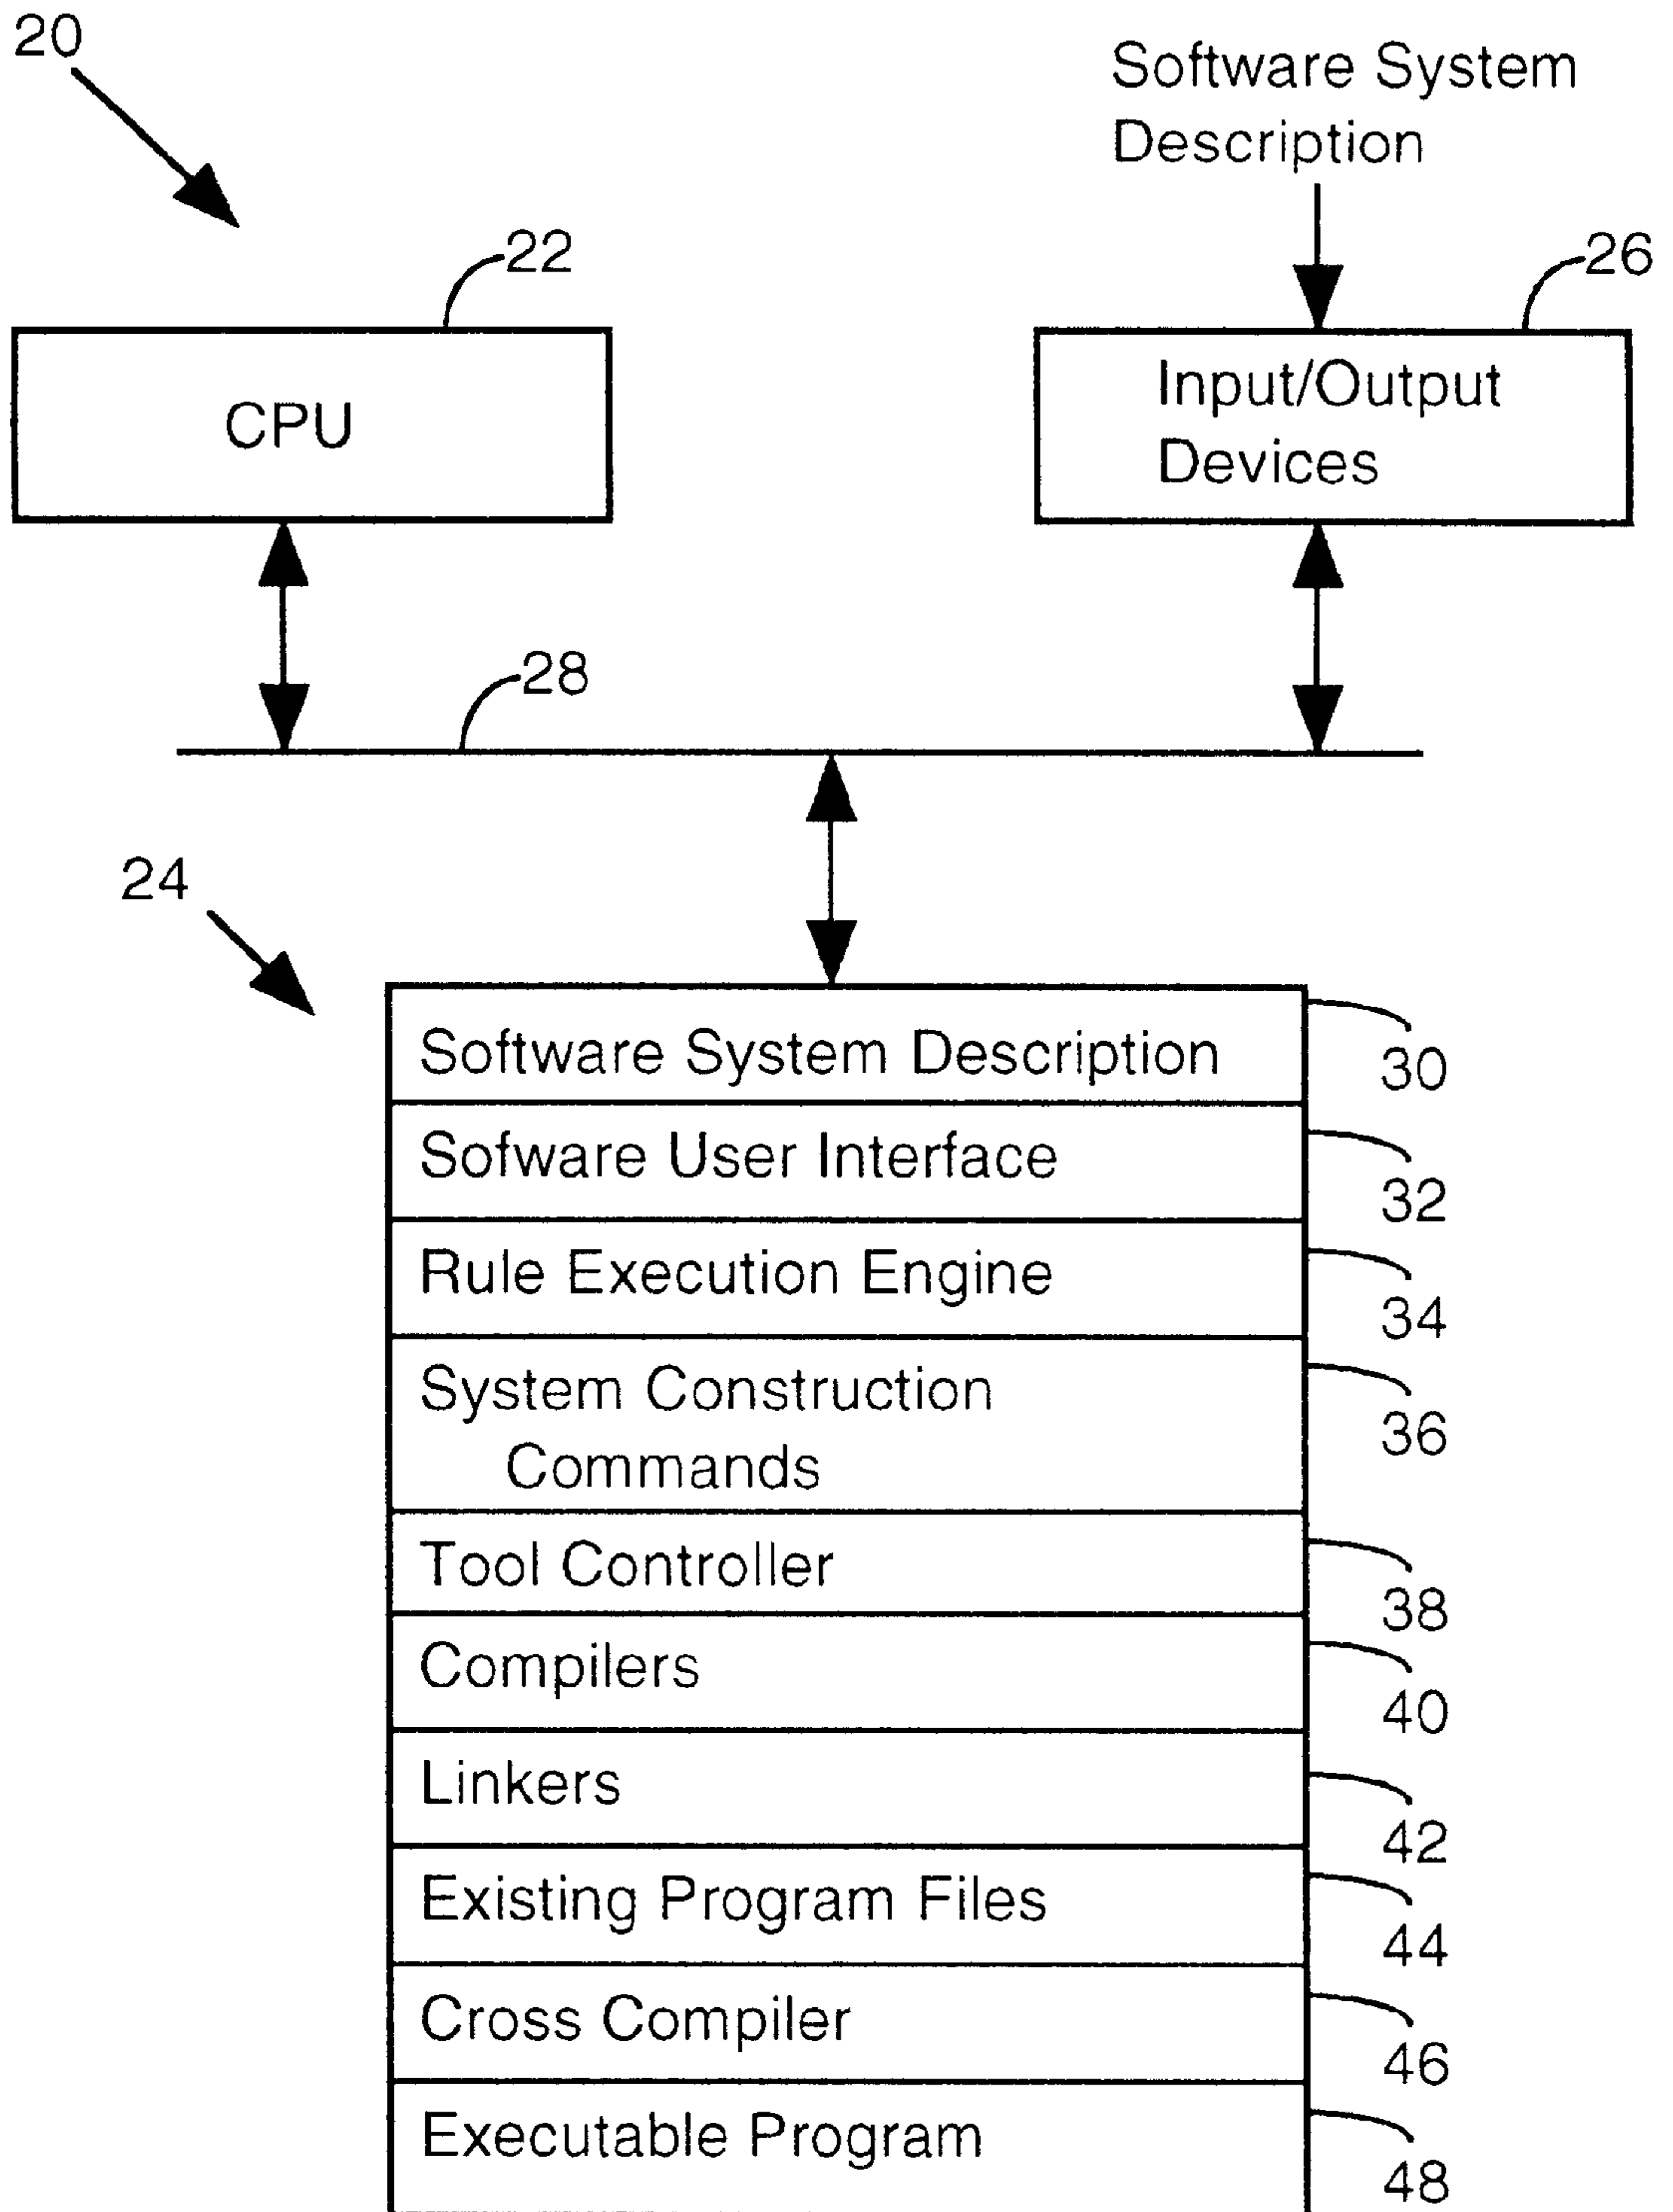 20
Software System
Description
22
26
CPU
Input/Output
Devices
28
24
Software System Description
30
Sofware User Interface
32
Rule Execution Engine
34
System Construction
Commands
36
Tool Controller
38
Compilers
40
Linkers
42
Existing Program Files
44
Cross Compiler
46
Executable Program
48